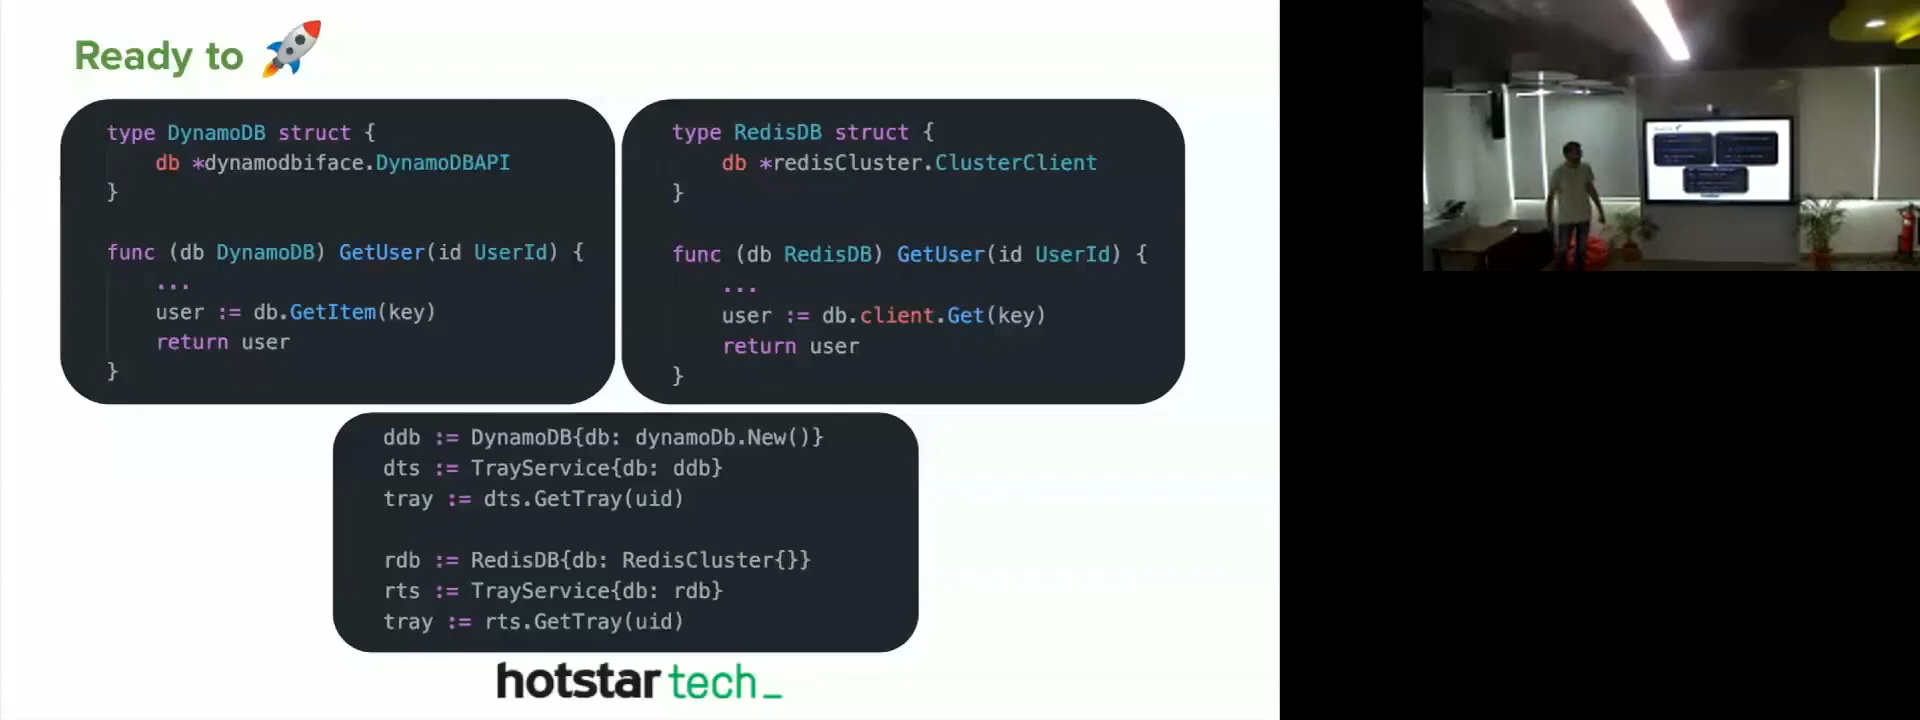 Ready to
type DynamoDB struct {
db *dynamodbiface.DynamoDBAPI
}
func (db DynamoDB) GetUser(id UserId) {
...
user := db.GetItem(key)
return user
}
type RedisDB struct {
db *redisCluster.ClusterClient
}
func (db RedisDB) GetUser(id UserId) {
...
user := db.client.Get(key)
return user
}
ddb := DynamoDB{db: dynamoDb.New()}
dts := TrayService{db: ddb}
tray := dts.GetTray(uid)
rdb := RedisDB{db: RedisCluster{}}
rts := TrayService{db: rdb}
tray := rts.GetTray(uid)
hotstar tech_